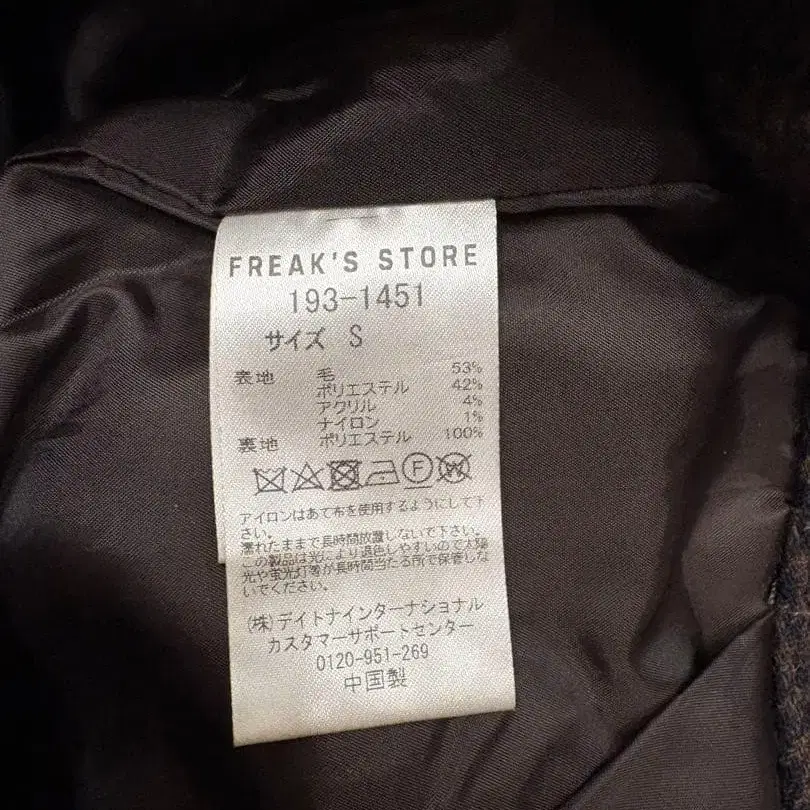 FREAK'S STORE
193-1451
サイズ S
表地 毛 53%
ポリエステル 42%
アクリル 4%
ナイロン 1%
裏地 ポリエステル 100%
F W
アイロンはあて布を使用するようにして下
さい。
濡れたままで長時間放置しないで下さい。
この製品は光により退色しやすいので太陽
光や蛍光灯等が長時間当たる所で保管しな
いでください。
(株)デイトナインターナショナル
カスタマーサポートセンター
0120-951-269
中国製